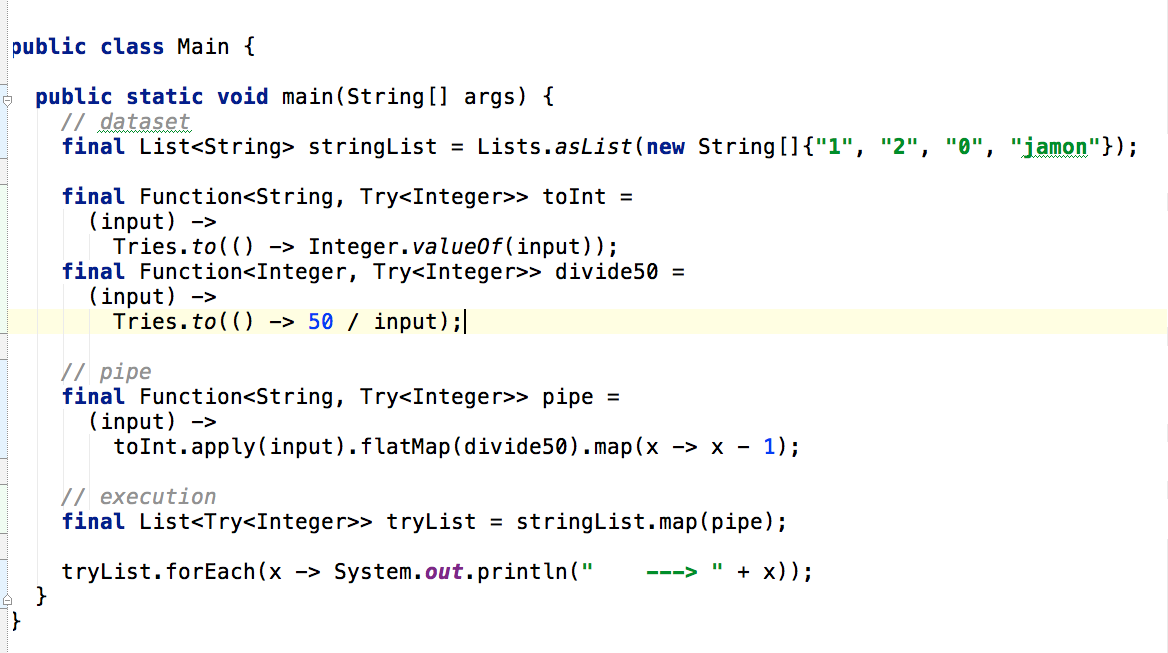 public class Main {
public static void main(String[] args) {
// dataset
final List<String> stringList = Lists.asList(new String[]{"1", "2", "0", "jamon"});
final Function<String, Try<Integer>> toInt =
(input) ->
Tries.to(() -> Integer.valueOf(input));
final Function<Integer, Try<Integer>> divide50 =
(input) ->
Tries.to(() -> 50 / input);
// pipe
final Function<String, Try<Integer>> pipe =
(input) ->
toInt.apply(input).flatMap(divide50).map(x -> x - 1);
// execution
final List<Try<Integer>> tryList = stringList.map(pipe);
tryList.forEach(x -> System.out.println("    ---> " + x));
}
}